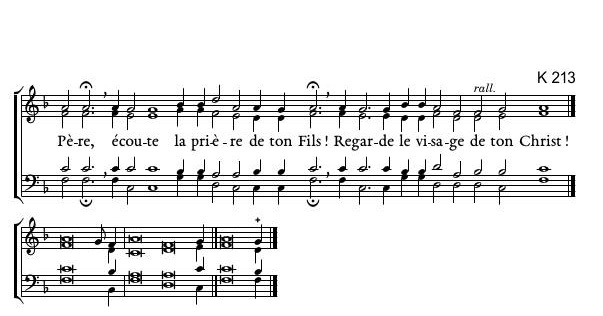 K 213
rall.
Pè-re, écou-te la pri-è-re de ton Fils! Regar-de le vi-sa-ge de ton Christ!